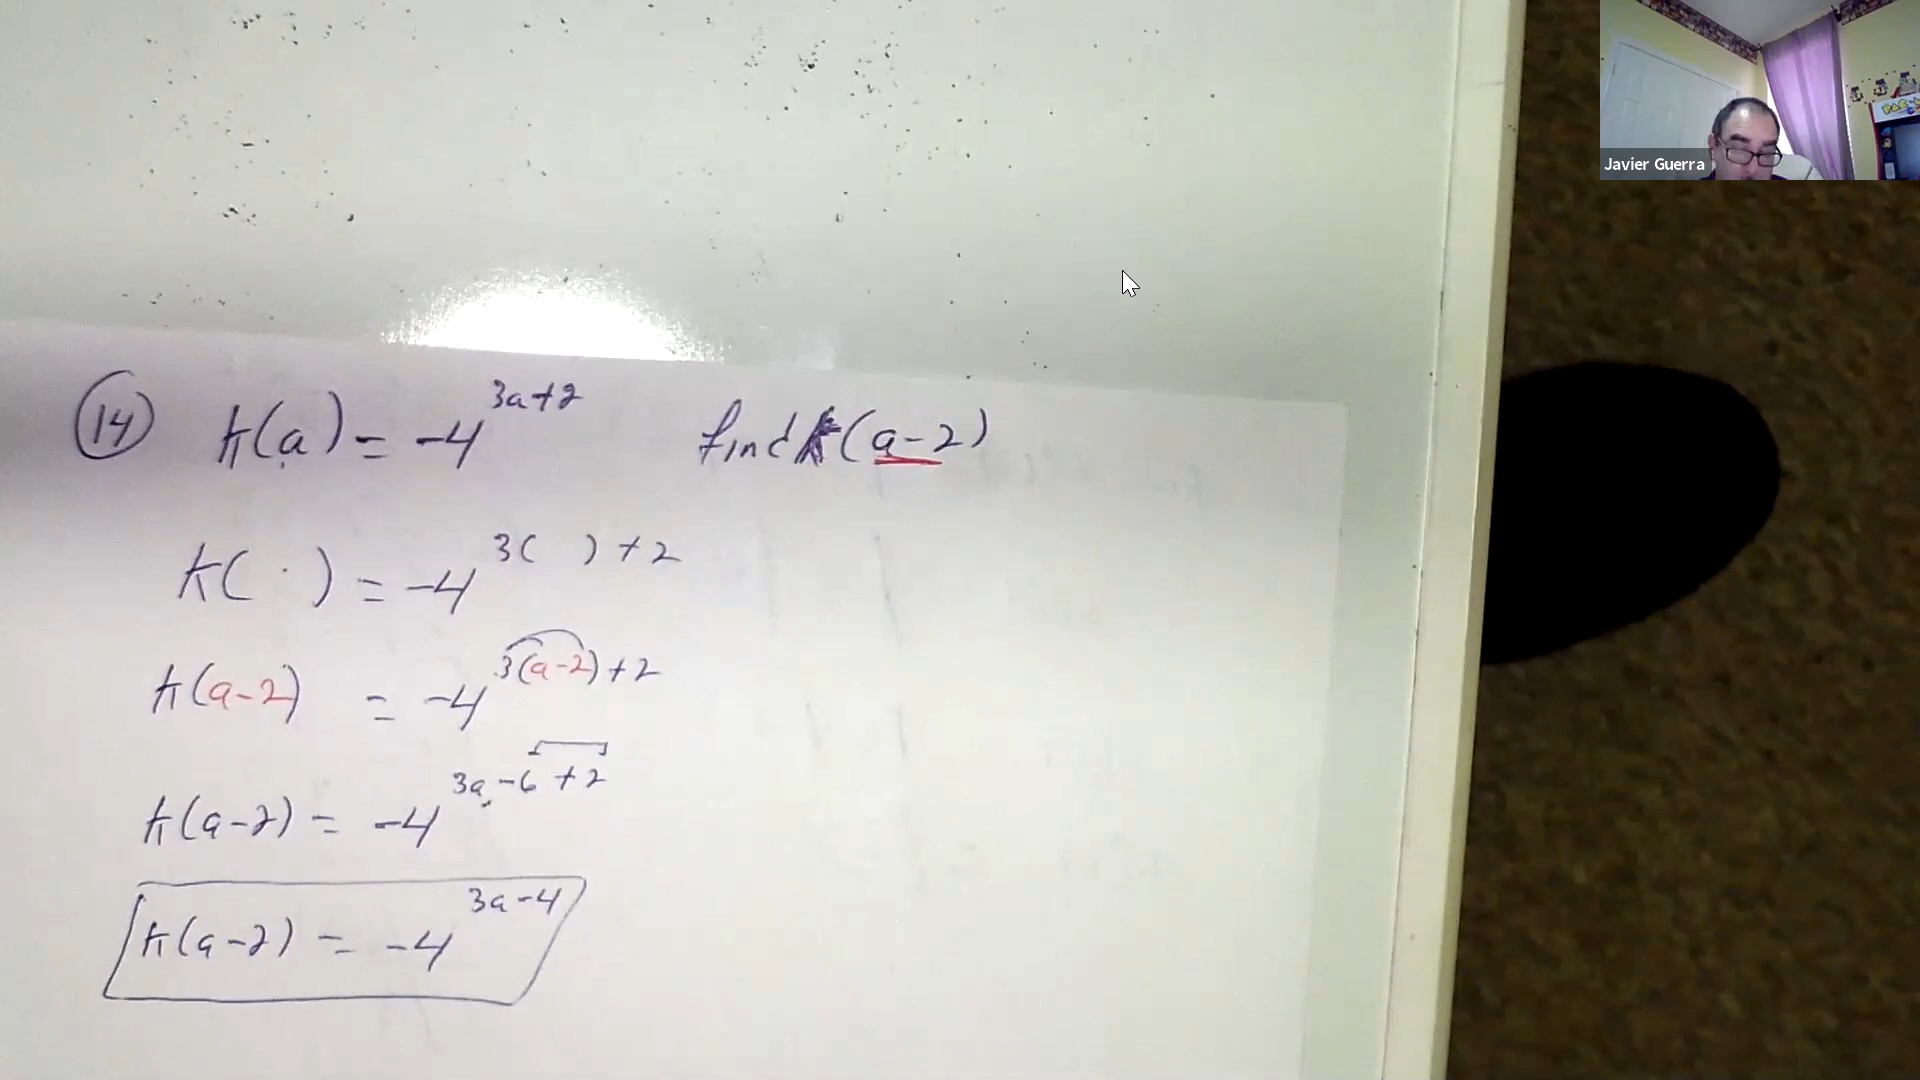 Javier Guerra
14 k(a) = -4^{3a+2} find k(a-2)
k( ) = -4^{3( )+2}
k(a-2) = -4^{3(a-2)+2}
k(a-2) = -4^{3a-6+2}
k(a-2) = -4^{3a-4}